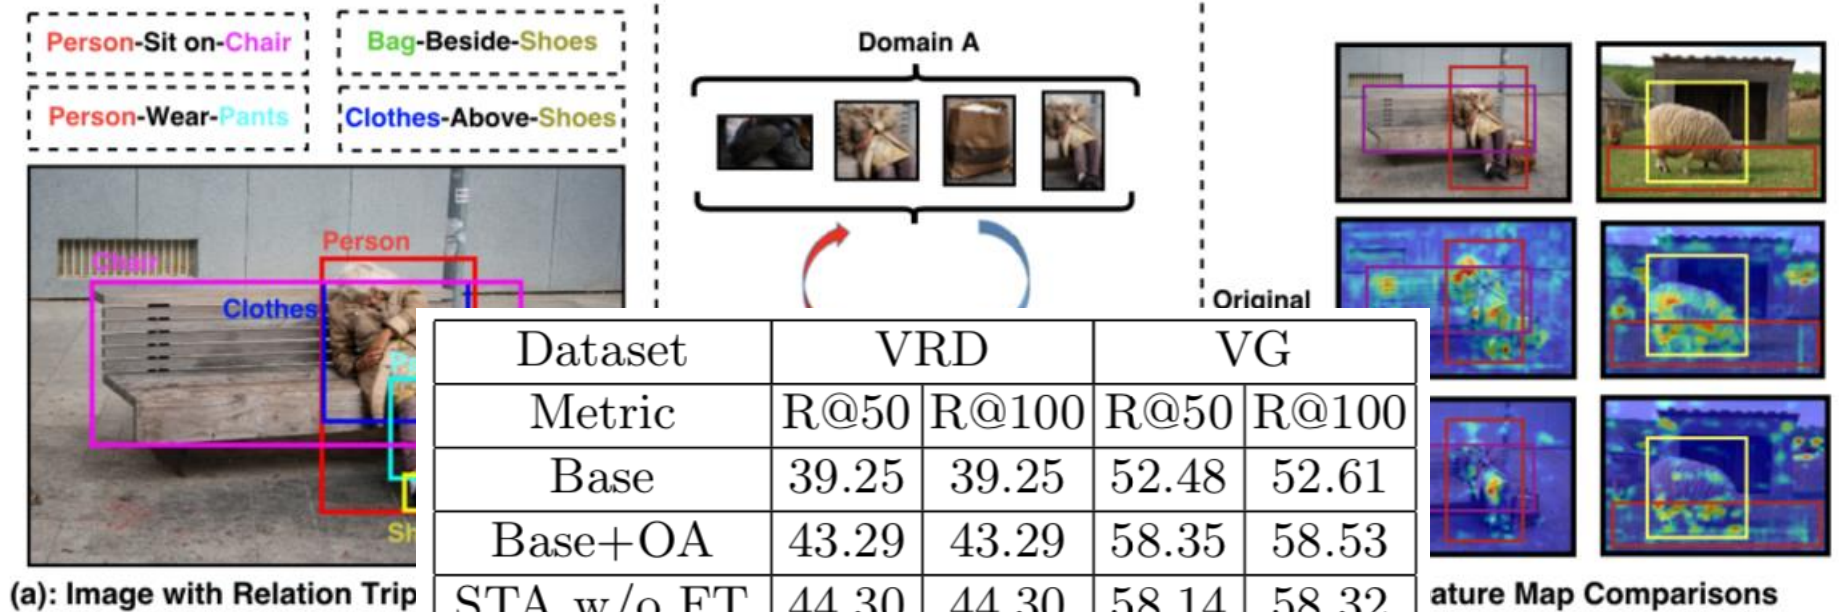 Person-Sit on-Chair
Bag-Beside-Shoes
Person-Wear-Pants
Clothes-Above-Shoes
Domain A
Person
Chair
Clothes
Original
Dataset VRD VG
Metric R@50 R@100 R@50 R@100
Base 39.25 39.25 52.48 52.61
Base+OA 43.29 43.29 58.35 58.53
STA w/o FT 44.30 44.30 58.14 58.32
(a): Image with Relation
Map Comparisons